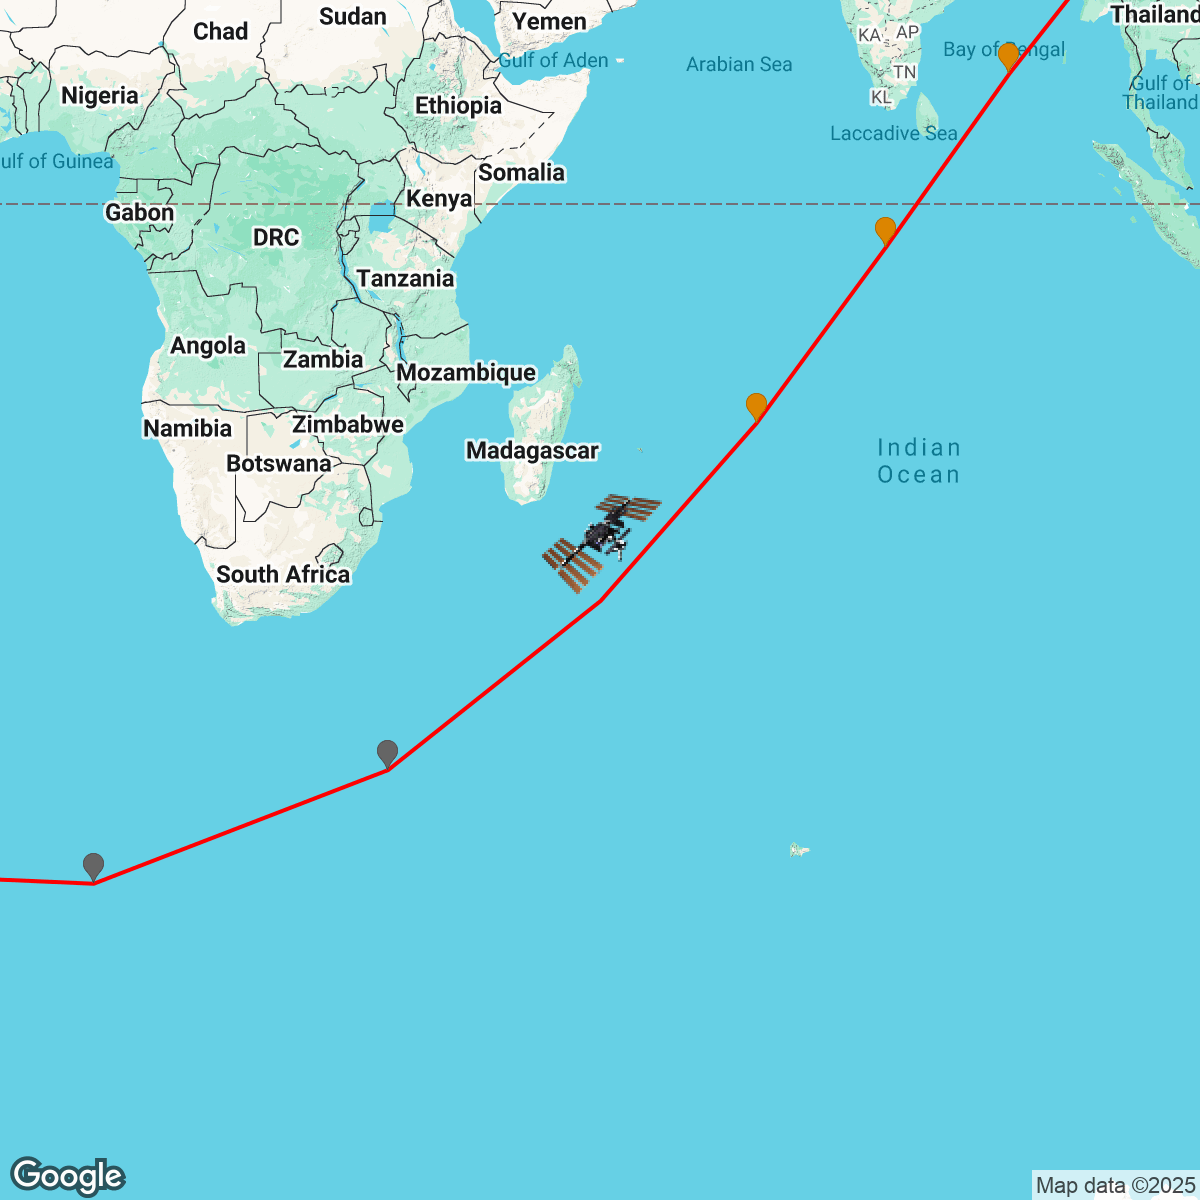 Sudan
Yemen
Thailand
Chad
KA
AP
Bay of Bengal
Gulf of Aden
Arabian Sea
TN
Gulf of
Thailand
Nigeria
Ethiopia
KL
Laccadive Sea
ulf of Guinea
Somalia
Kenya
Gabon
DRC
Tanzania
Angola
Zambia
Mozambique
Namibia
Zimbabwe
Madagascar
Indian
Ocean
Botswana
South Africa
Google
Map data ©2025